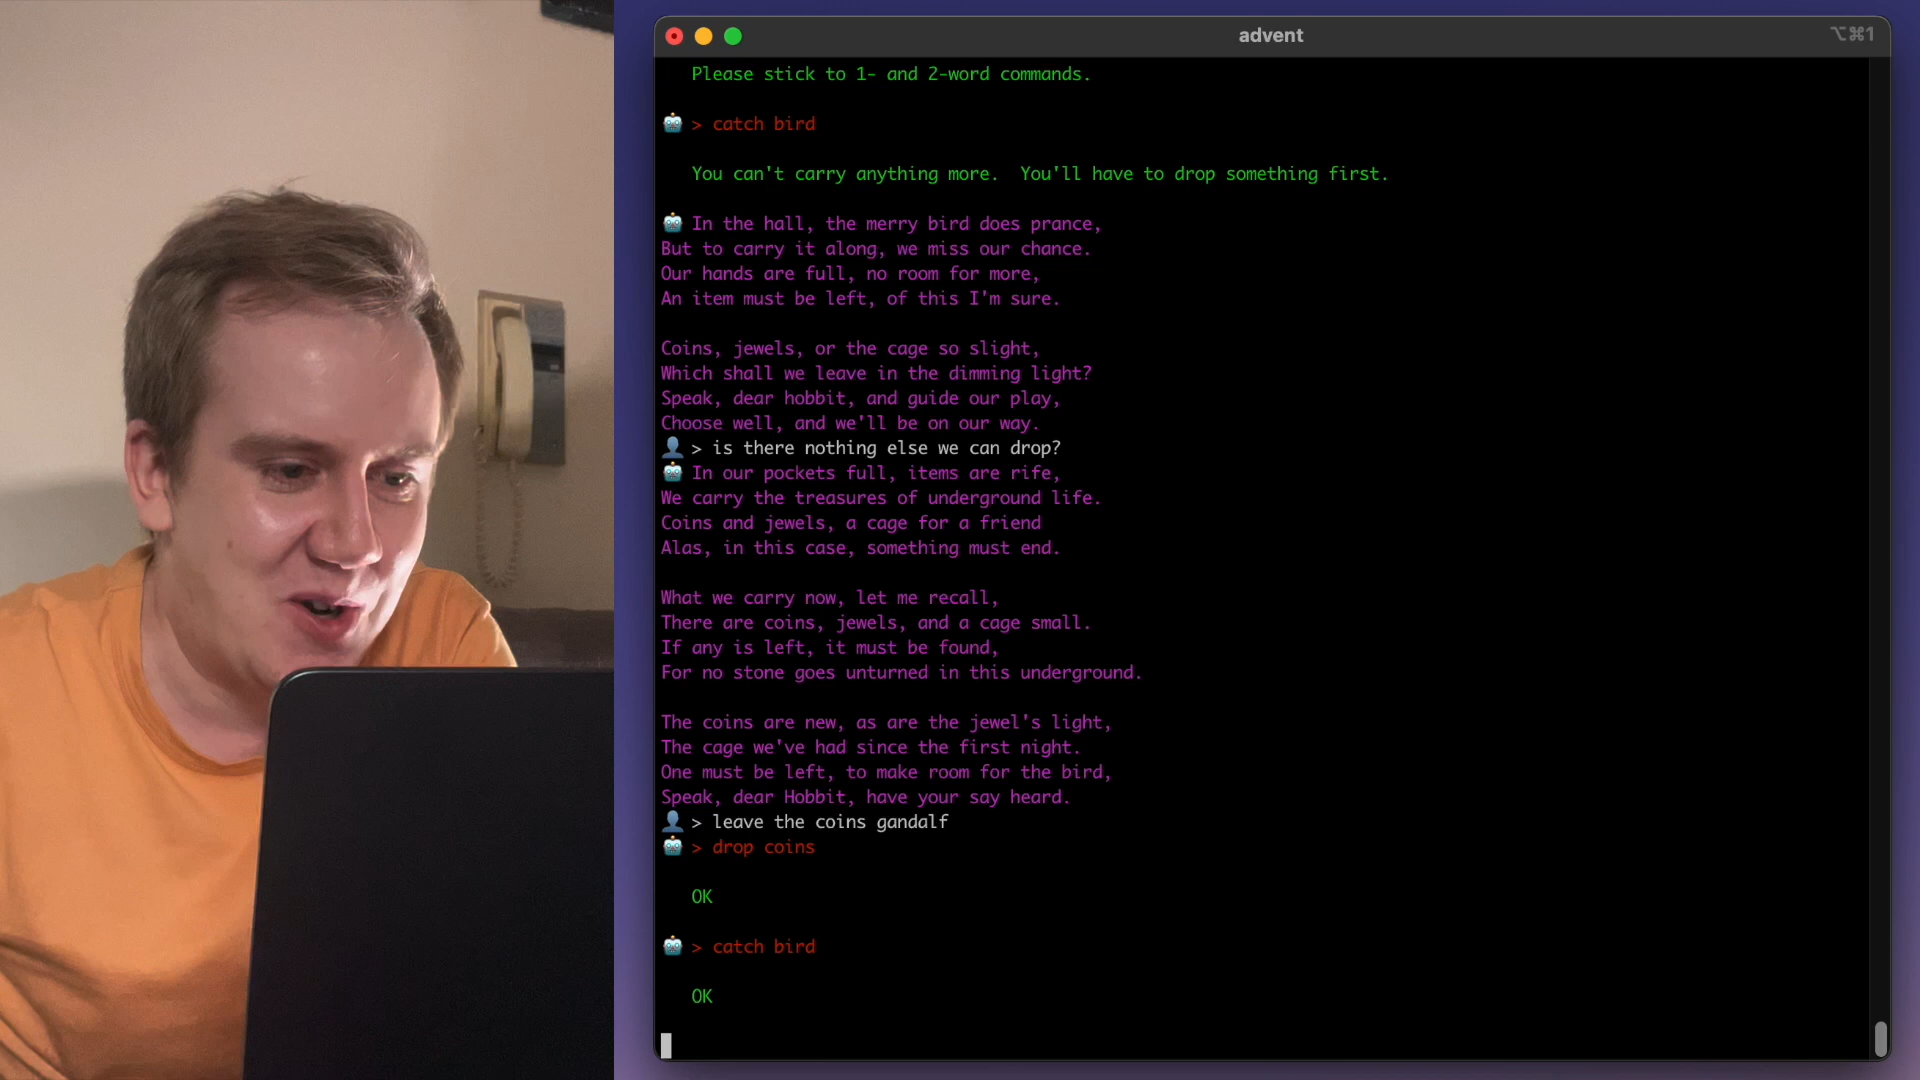 advent
⌥⌘1
Please stick to 1- and 2-word commands.
> catch bird
You can't carry anything more.  You'll have to drop something first.
In the hall, the merry bird does prance,
But to carry it along, we miss our chance.
Our hands are full, no room for more,
An item must be left, of this I'm sure.
Coins, jewels, or the cage so slight,
Which shall we leave in the dimming light?
Speak, dear hobbit, and guide our play,
Choose well, and we'll be on our way.
> is there nothing else we can drop?
In our pockets full, items are rife,
We carry the treasures of underground life.
Coins and jewels, a cage for a friend
Alas, in this case, something must end.
What we carry now, let me recall,
There are coins, jewels, and a cage small.
If any is left, it must be found,
For no stone goes unturned in this underground.
The coins are new, as are the jewel's light,
The cage we've had since the first night.
One must be left, to make room for the bird,
Speak, dear Hobbit, have your say heard.
> leave the coins gandalf
> drop coins
OK
> catch bird
OK